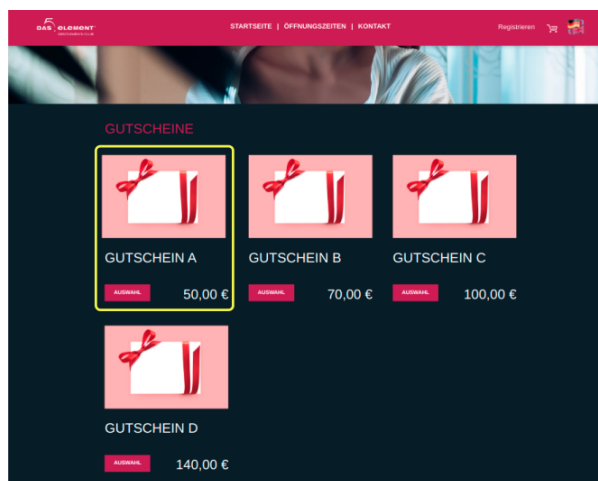 DAS 5 element
STARTSEITE | ÖFFNUNGSZEITEN | KONTAKT
Registrieren
GUTSCHEINE
GUTSCHEIN A
AUSWAHL 50,00 €
GUTSCHEIN B
AUSWAHL 70,00 €
GUTSCHEIN C
AUSWAHL 100,00 €
GUTSCHEIN D
AUSWAHL 140,00 €